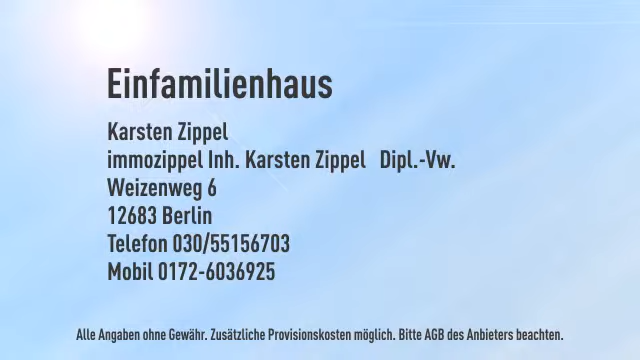 Einfamilienhaus
Karsten Zippel
immozippel Inh. Karsten Zippel Dipl.-Vw.
Weizenweg 6
12683 Berlin
Telefon 030/55156703
Mobil 0172-6036925
Alle Angaben ohne Gewähr. Zusätzliche Provisionskosten möglich. Bitte AGB des Anbieters beachten.